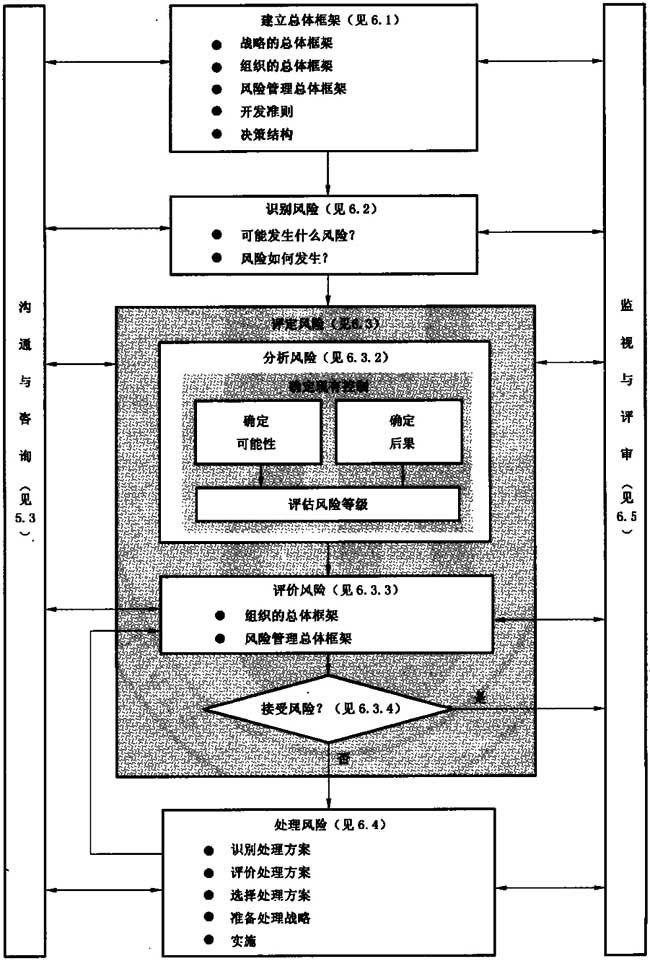 建立总体框架（见6.1）
● 战略的总体框架
● 组织的总体框架
● 风险管理总体框架
● 开发准则
● 决策结构
识别风险（见6.2）
● 可能发生什么风险？
● 风险如何发生？
沟通与咨询（见5.3）
监视与评审（见6.5）
评定风险（见6.3）
分析风险（见6.3.2）
确定现有控制
确定
可能性
确定
后果
评估风险等级
评价风险（见6.3.3）
● 组织的总体框架
● 风险管理总体框架
接受风险？（见6.3.4）
是
否
处理风险（见6.4）
● 识别处理方案
● 评价处理方案
● 选择处理方案
● 准备处理战略
● 实施